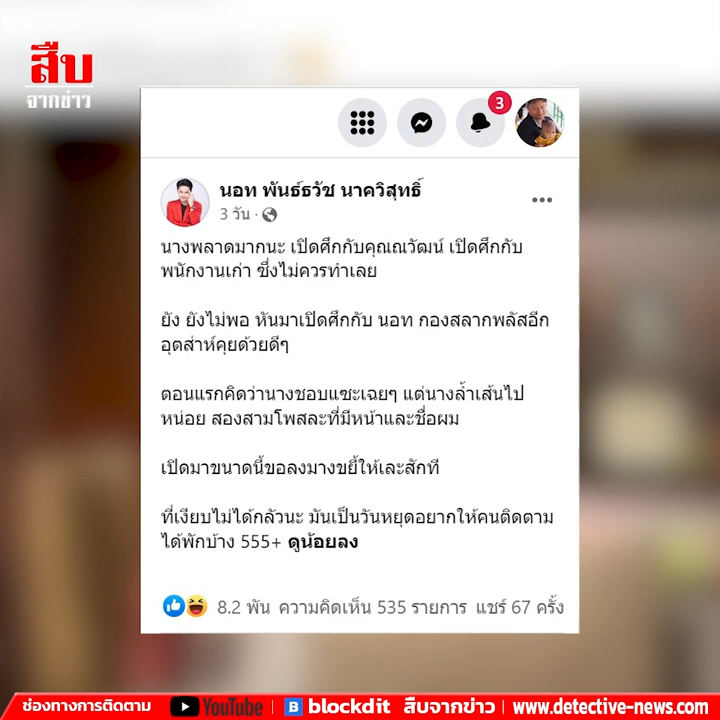 สืบ
จากข่าว
3
นอท พันธ์ธวัช นาควิสุทธิ์
3 วัน ·
นางพลาดมากนะ เปิดศึกกับคุณณวัฒน์ เปิดศึกกับ
พนักงานเก่า ซึ่งไม่ควรทำเลย
ยัง ยังไม่พอ หันมาเปิดศึกกับ นอท กองสลากพลัสอีก
อุตส่าห์คุยด้วยดีๆ
ตอนแรกคิดว่านางชอบแซะเฉยๆ แต่นางล้ำเส้นไป
หน่อย สองสามโพสละที่มีหน้าและชื่อผม
เปิดมาขนาดนี้ขอลงมางขยี้ให้เละสักที
ที่เงียบไม่ได้กลัวนะ มันเป็นวันหยุดอยากให้คนติดตาม
ได้พักบ้าง 555+ ดูน้อยลง
8.2 พัน ความคิดเห็น 535 รายการ แชร์ 67 ครั้ง
ช่องทางการติดตาม YouTube B blockdit สืบจากข่าว www.detective-news.com